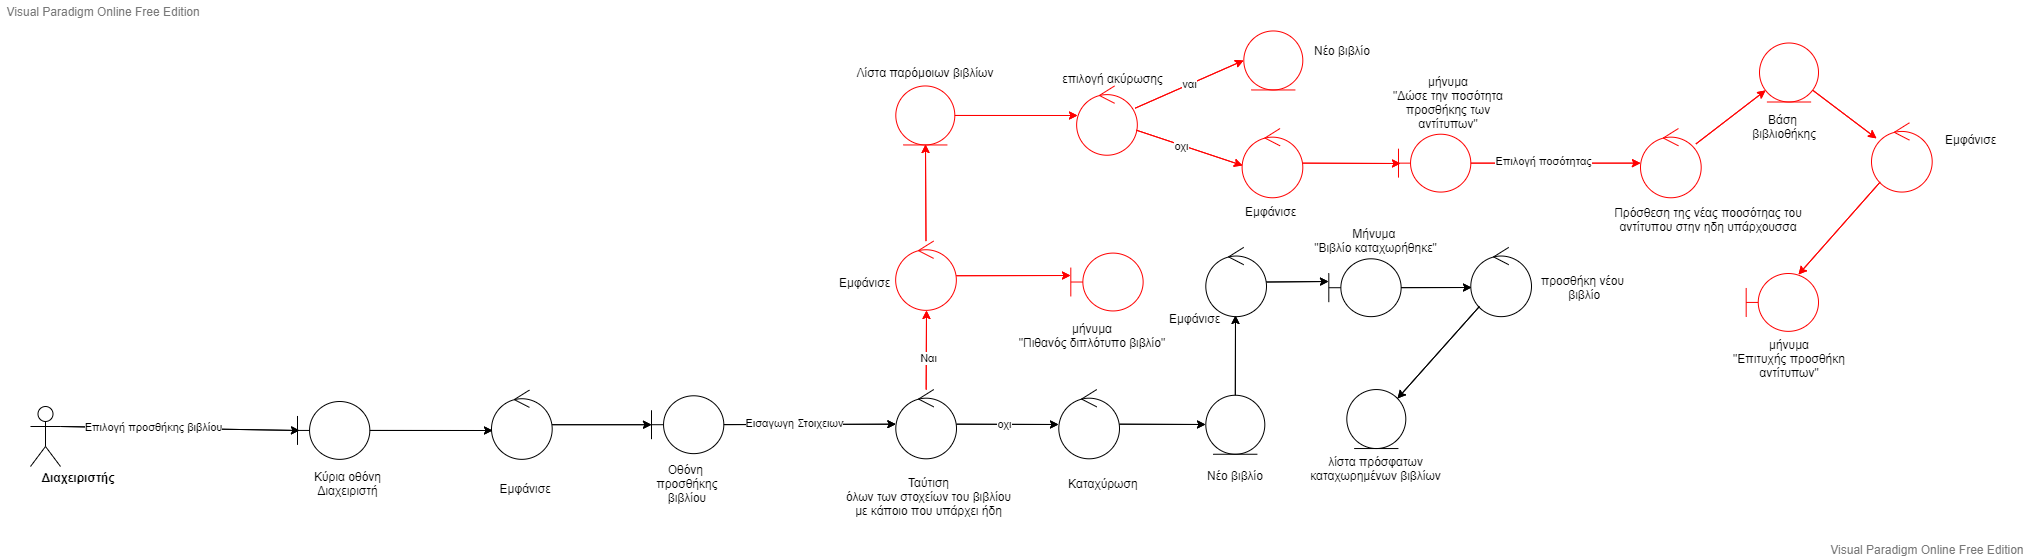 Visual Paradigm Online Free Edition
Λίστα παρόμοιων βιβλίων
επιλογή ακύρωσης
ναι
οχι
Νέο βιβλίο
Εμφάνισε
μήνυμα
"Δώσε την ποσότητα
προσθήκης των
αντίτυπων"
Επιλογή ποσότητας
Πρόσθεση της νέας ποοσότηας του
αντίτυπου στην ηδη υπάρχουσσα
Βάση
βιβλιοθήκης
Εμφάνισε
μήνυμα
"Επιτυχής προσθήκη
αντίτυπων"
Εμφάνισε
μήνυμα
"Πιθανός διπλότυπο βιβλίο"
Ναι
Εμφάνισε
Μήνυμα
"Βιβλίο καταχωρήθηκε"
προσθήκη νέου
βιβλίο
λίστα πρόσφατων
καταχωρημένων βιβλίων
Διαχειριστής
Επιλογή προσθήκης βιβλίου
Κύρια οθόνη
Διαχειριστή
Εμφάνισε
Οθόνη
προσθήκης
βιβλίου
Εισαγωγη Στοιχειων
Ταύτιση
όλων των στοχείων του βιβλίου
με κάποιο που υπάρχει ήδη
οχι
Καταχύρωση
Νέο βιβλίο
Visual Paradigm Online Free Edition